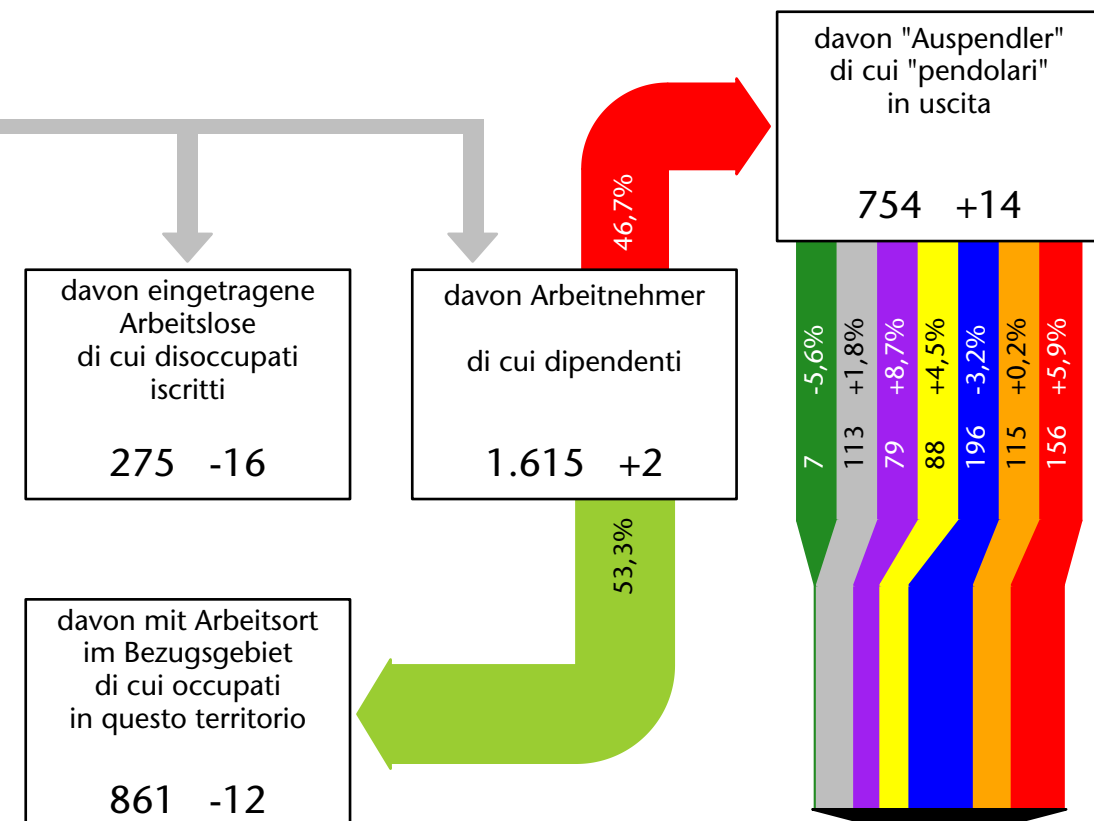 davon "Auspendler"
di cui "pendolari"
in uscita
754 +14
46,7%
davon eingetragene
Arbeitslose
di cui disoccupati
iscritti
275 -16
davon Arbeitnehmer
di cui dipendenti
1.615 +2
7 -5,6%
113 +1,8%
79 +8,7%
88 +4,5%
196 -3,2%
115 +0,2%
156 +5,9%
53,3%
davon mit Arbeitsort
im Bezugsgebiet
di cui occupati
in questo territorio
861 -12